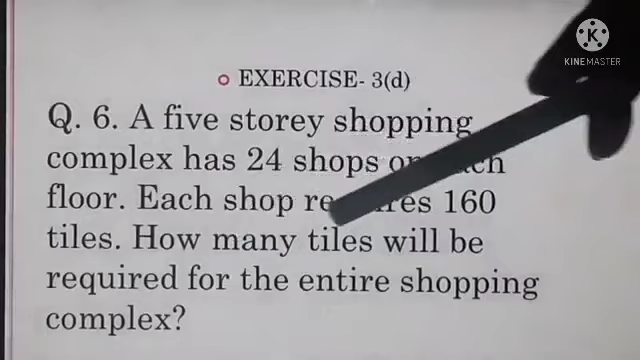 EXERCISE- 3(d)
Q. 6. A five storey shopping
complex has 24 shops
floor. Each shop 160
tiles. How many tiles will be
required for the entire shopping
complex?
KINEMASTER